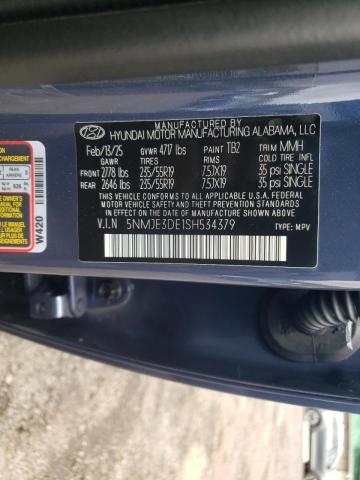 HYUNDAI MOTOR MANUFACTURING ALABAMA, LLC
Feb/13/25 GVWR 4717 lbs PAINT TB2 TRIM MMH
GAWR TIRES RIMS COLD TIRE INFL
FRONT 2778 lbs 235/55R19 7.5JX19 35 psi SINGLE
REAR 2646 lbs 235/55R19 7.5JX19 35 psi SINGLE
THIS VEHICLE CONFORMS TO ALL APPLICABLE FEDERAL
MOTOR VEHICLE SAFETY, BUMPER, AND THEFT PREVENTION
STANDARDS IN EFFECT ON THE DATE OF MANUFACTURE
SHOWN ABOVE.
V.I.N 5NMJE3DE1SH534379
TYPE: MPV
W420